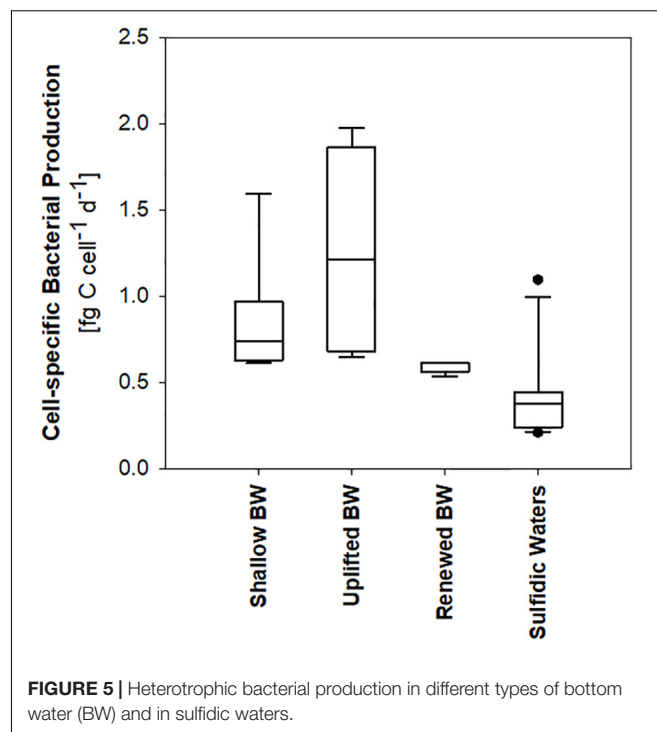 Cell-specific Bacterial Production
[fg C cell⁻¹ d⁻¹]
2.5
2.0
1.5
1.0
0.5
0.0
Shallow BW
Uplifted BW
Renewed BW
Sulfidic Waters
FIGURE 5 | Heterotrophic bacterial production in different types of bottom
water (BW) and in sulfidic waters.